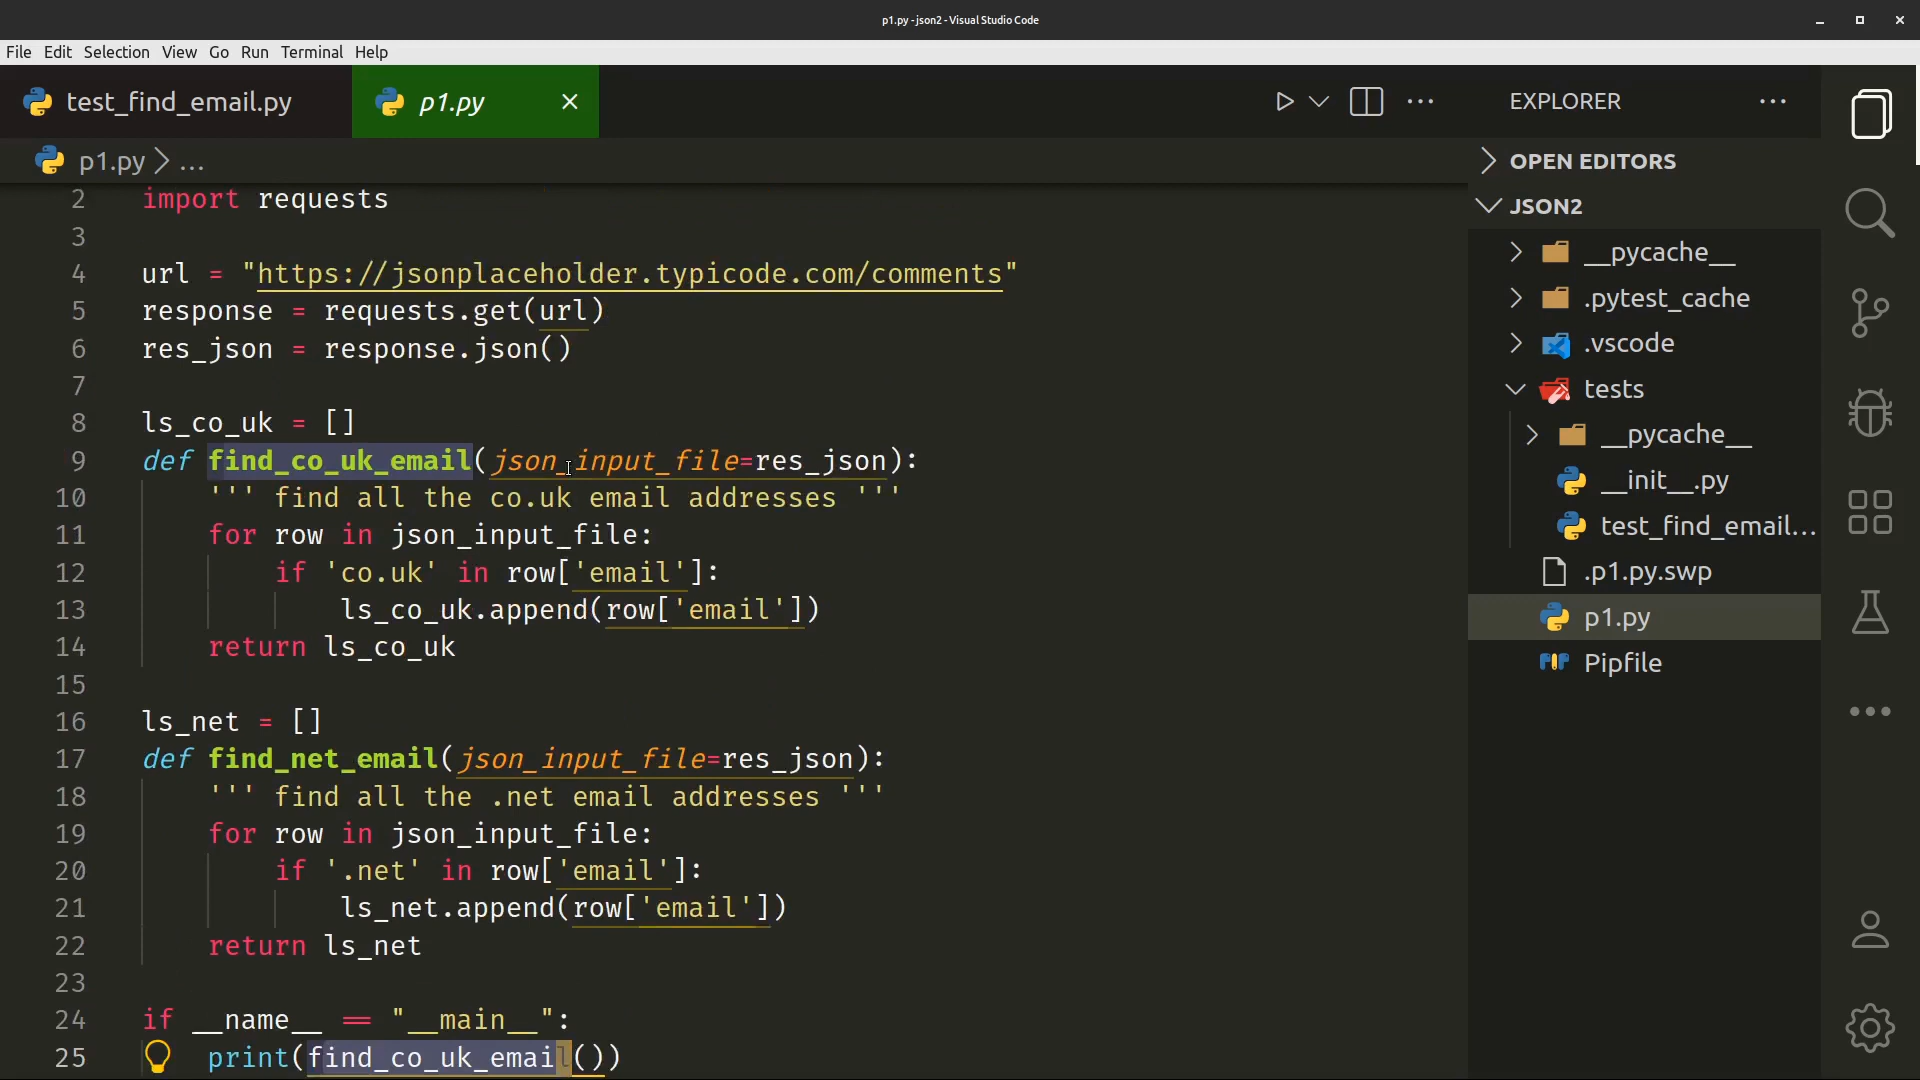 p1.py - json2 - Visual Studio Code
File Edit Selection View Go Run Terminal Help
test_find_email.py
p1.py
p1.py > ...
2 import requests
3
4 url = "https://jsonplaceholder.typicode.com/comments"
5 response = requests.get(url)
6 res_json = response.json()
7
8 ls_co_uk = []
9 def find_co_uk_email(json_input_file=res_json):
10 ''' find all the co.uk email addresses '''
11 for row in json_input_file:
12 if 'co.uk' in row['email']:
13 ls_co_uk.append(row['email'])
14 return ls_co_uk
15
16 ls_net = []
17 def find_net_email(json_input_file=res_json):
18 ''' find all the .net email addresses '''
19 for row in json_input_file:
20 if '.net' in row['email']:
21 ls_net.append(row['email'])
22 return ls_net
23
24 if __name__ == "__main__":
25 print(find_co_uk_email())
EXPLORER
OPEN EDITORS
JSON2
__pycache__
.pytest_cache
.vscode
tests
__pycache__
__init__.py
test_find_email...
.p1.py.swp
p1.py
Pipfile